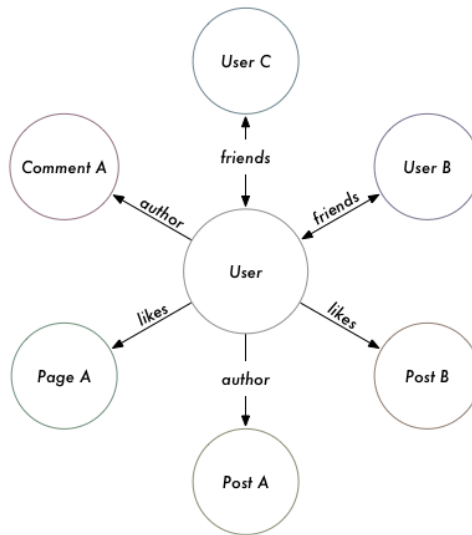 User C
friends
Comment A
User B
author
friends
User
likes
likes
Page A
author
Post B
Post A